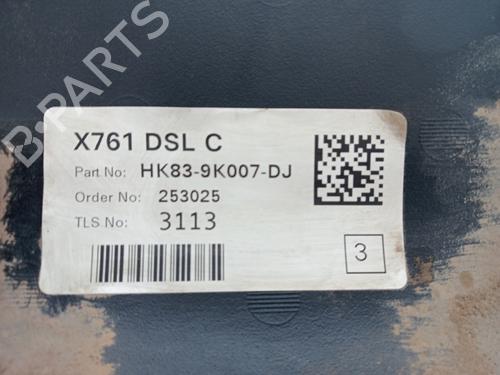 B-PARTS
X761 DSL C
Part No: HK83-9K007-DJ
Order No: 253025
TLS No: 3113
3